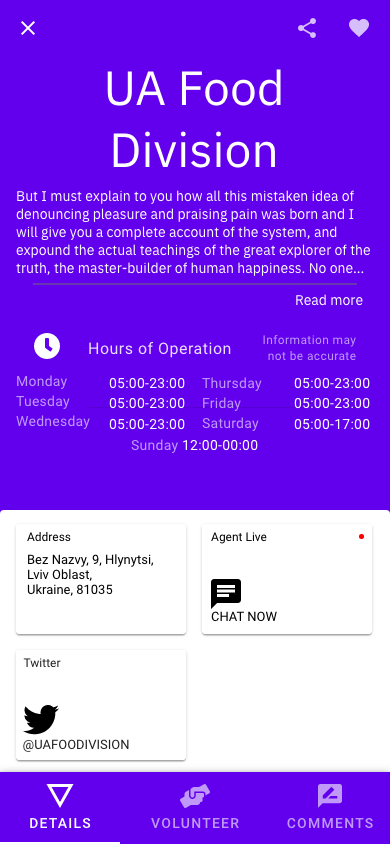 UA Food
Division
But I must explain to you how all this mistaken idea of
denouncing pleasure and praising pain was born and I
will give you a complete account of the system, and
expound the actual teachings of the great explorer of the
truth, the master-builder of human happiness. No one...
Read more
Hours of Operation
Information may
not be accurate
Monday 05:00-23:00 Thursday 05:00-23:00
Tuesday 05:00-23:00 Friday 05:00-23:00
Wednesday 05:00-23:00 Saturday 05:00-17:00
Sunday 12:00-00:00
Address
Bez Nazvy, 9, Hlynytsi,
Lviv Oblast,
Ukraine, 81035
Agent Live
CHAT NOW
Twitter
@UAFOODIVISION
DETAILS VOLUNTEER COMMENTS